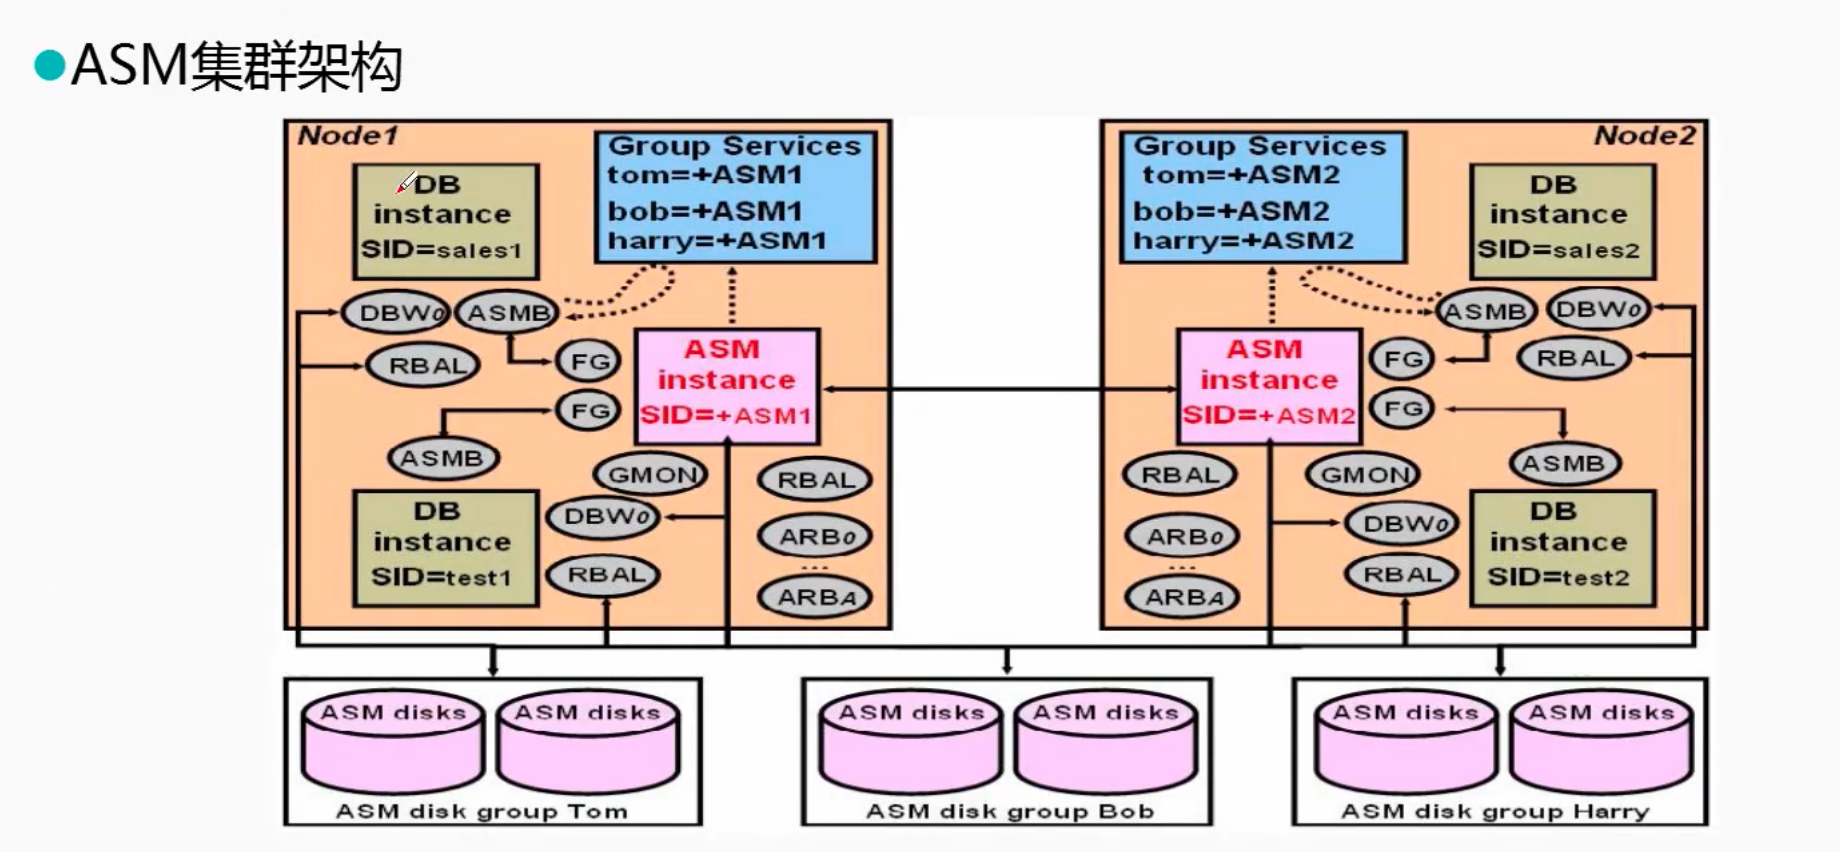 ASM集群架构
Node1
Group Services
tom=+ASM1
bob=+ASM1
harry=+ASM1
DB
instance
SID=sales1
DBW0
ASMB
RBAL
FG
FG
ASM
instance
SID=+ASM1
ASMB
GMON
RBAL
DB
instance
SID=test1
DBW0
ARB0
RBAL
...
ARBA
Node2
Group Services
tom=+ASM2
bob=+ASM2
harry=+ASM2
DB
instance
SID=sales2
ASMB
DBW0
ASM
instance
SID=+ASM2
FG
RBAL
FG
RBAL
GMON
ASMB
ARB0
DBW0
DB
instance
SID=test2
...
RBAL
ARBA
ASM disks
ASM disks
ASM disk group Tom
ASM disks
ASM disks
ASM disk group Bob
ASM disks
ASM disks
ASM disk group Harry